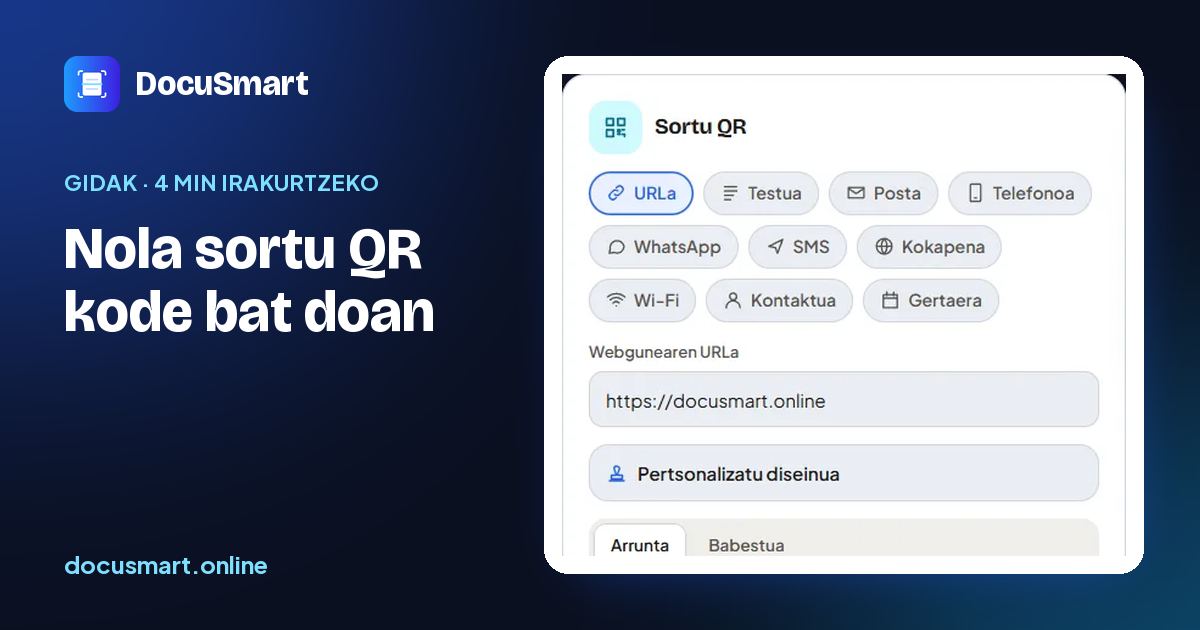 DocuSmart
GIDAK · 4 MIN IRAKURTZEKO
Nola sortu QR
kode bat doan
docusmart.online
Sortu QR
URLa Testua Posta Telefonoa
WhatsApp SMS Kokapena
Wi-Fi Kontaktua Gertaera
Webgunearen URLa
https://docusmart.online
Pertsonalizatu diseinua
Arrunta Babestua